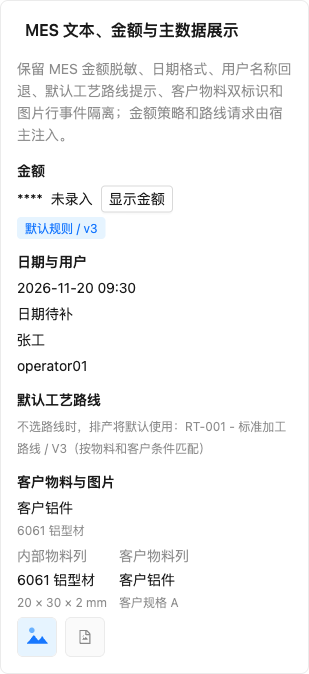 MES 文本、金额与主数据展示
保留 MES 金额脱敏、日期格式、用户名称回
退、默认工艺路线提示、客户物料双标识和
图片行事件隔离；金额策略和路线请求由宿
主注入。
金额
**** 未录入 显示金额
默认规则 / v3
日期与用户
2026-11-20 09:30
日期待补
张工
operator01
默认工艺路线
不选路线时，排产将默认使用：RT-001 - 标准加工
路线 / V3（按物料和客户条件匹配）
客户物料与图片
客户铝件
6061 铝型材
内部物料列 客户物料列
6061 铝型材 客户铝件
20 × 30 × 2 mm 客户规格 A